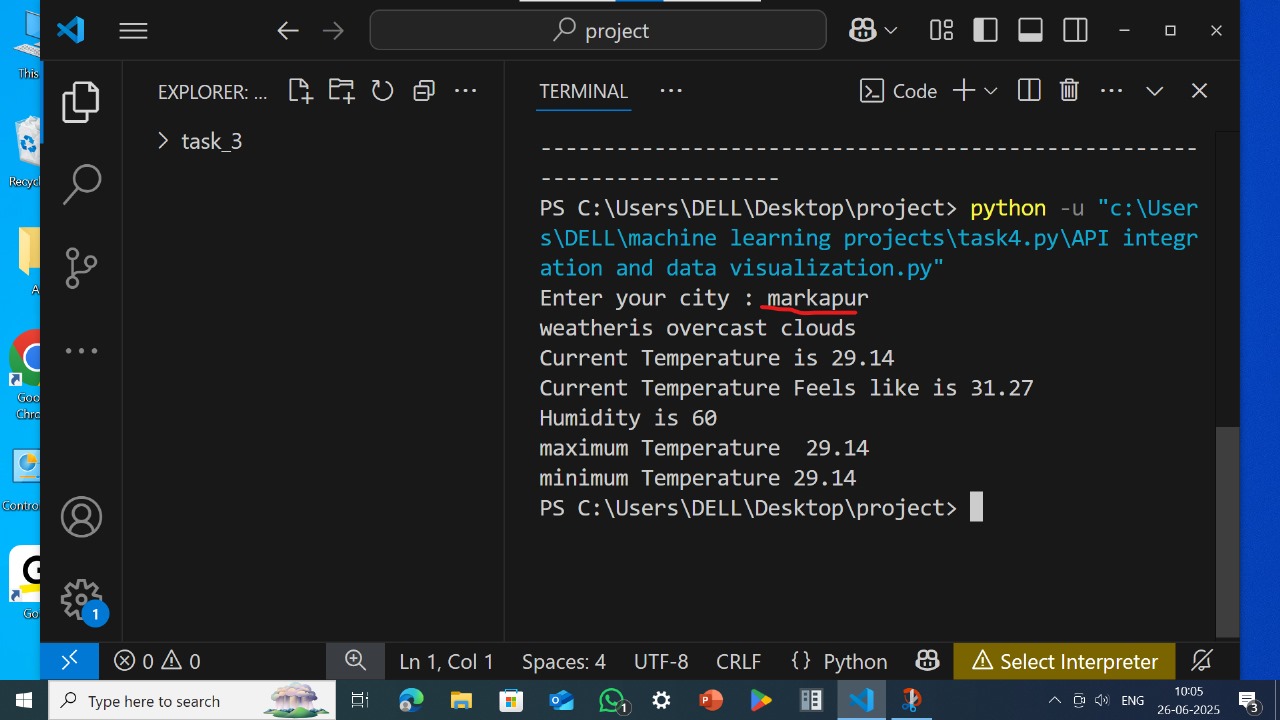 project
This
EXPLORER: ...
TERMINAL
Code
task_3
--------------------------------------------------------------------
-------------------
PS C:\Users\DELL\Desktop\project> python -u "c:\User
s\DELL\machine learning projects\task4.py\API integr
ation and data visualization.py"
Enter your city : markapur
weatheris overcast clouds
Current Temperature is 29.14
Current Temperature Feels like is 31.27
Humidity is 60
maximum Temperature  29.14
minimum Temperature 29.14
PS C:\Users\DELL\Desktop\project>
Recyc
A
Goo
Chro
Contro
Go
1
0 0
Ln 1, Col 1
Spaces: 4
UTF-8
CRLF
{} Python
Select Interpreter
Type here to search
1
ENG
10:05
26-06-2025
3